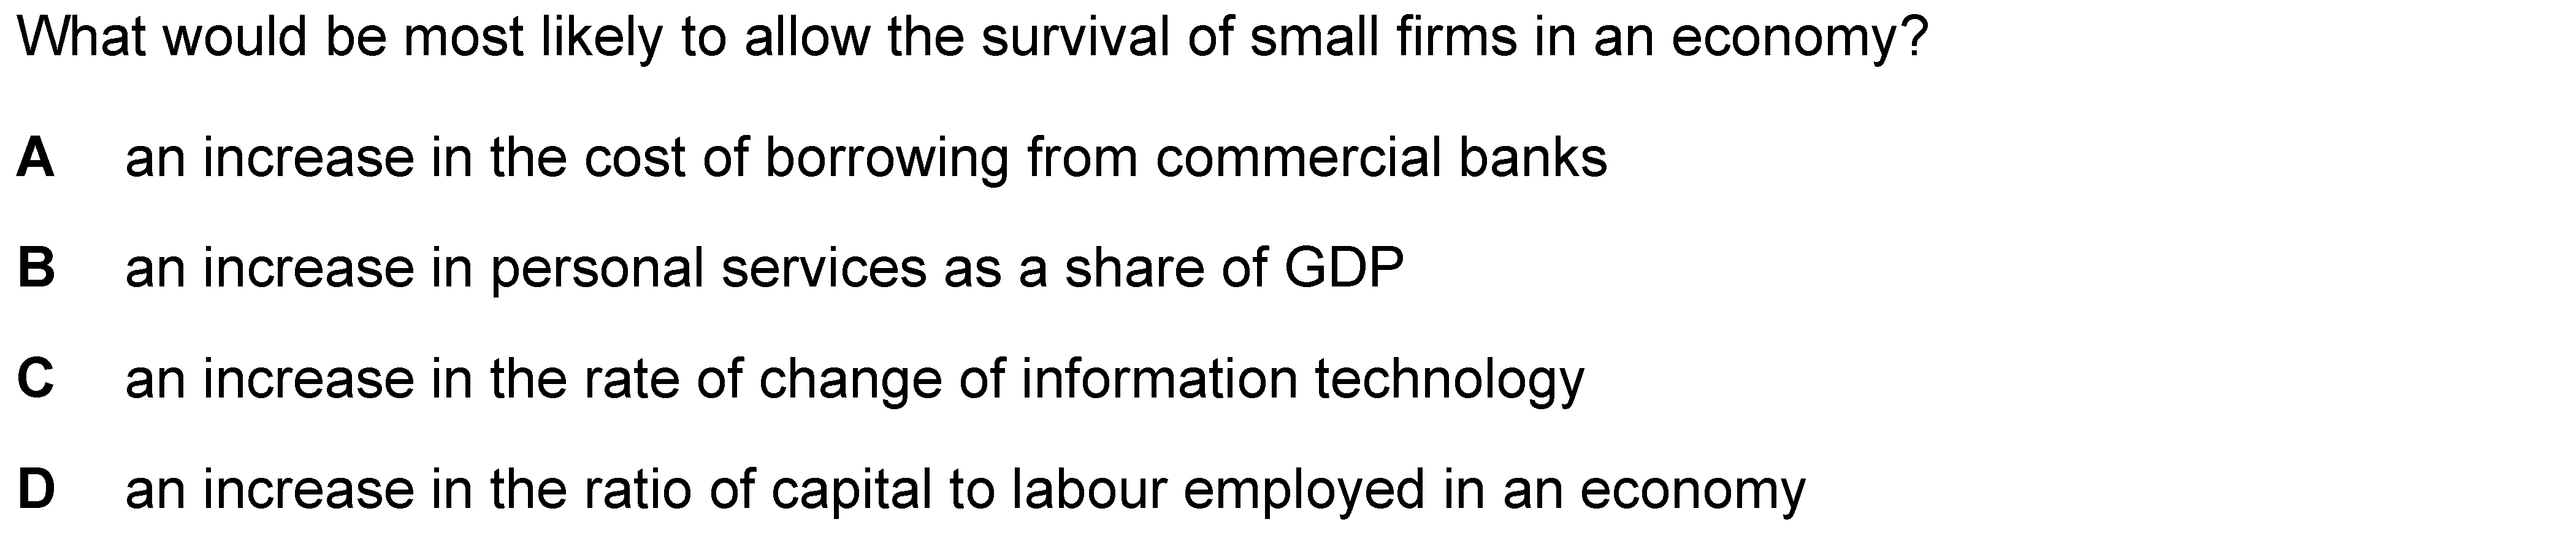 What would be most likely to allow the survival of small firms in an economy?
A an increase in the cost of borrowing from commercial banks
B an increase in personal services as a share of GDP
C an increase in the rate of change of information technology
D an increase in the ratio of capital to labour employed in an economy